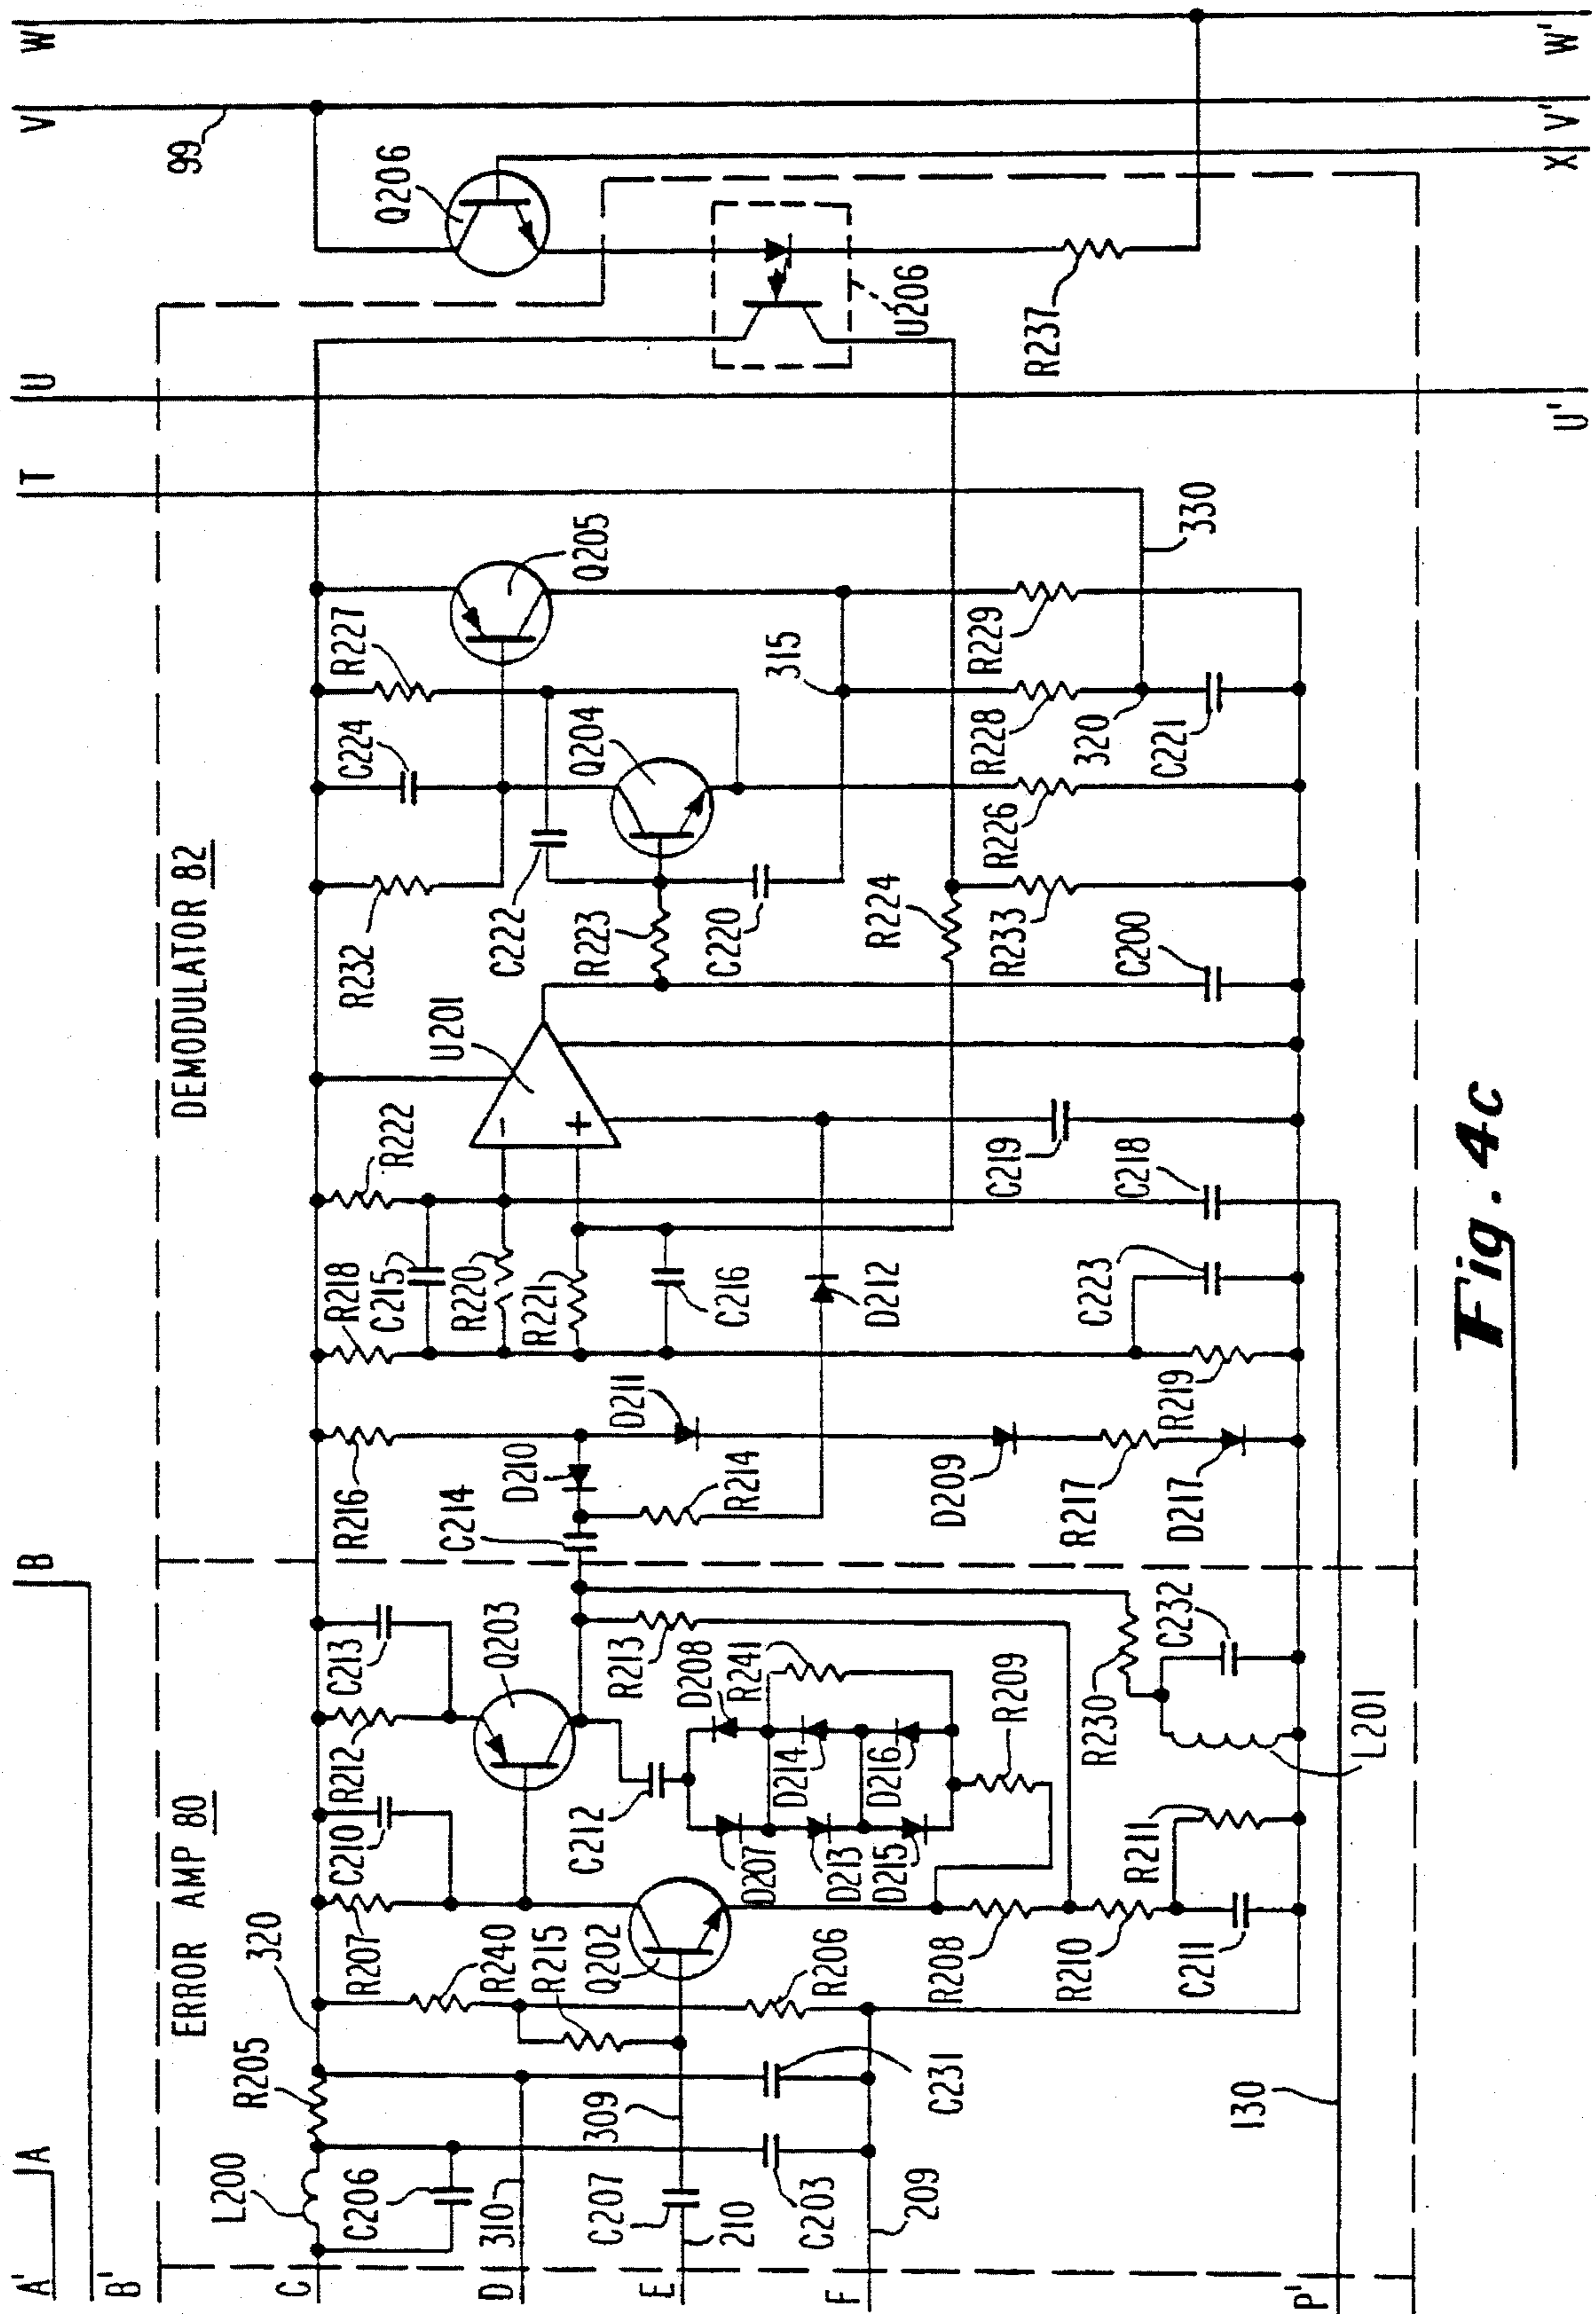 A'
A
B
B'
T
U
V
W
99
ERROR AMP 80
DEMODULATOR 82
C
D
E
F
P'
L200
C206
R205
320
310
309
C207
210
C203
209
C231
130
R207
C210
R212
C213
Q203
R240
R215
Q202
R206
C212
D207
D213
D215
D208
D214
D216
R241
R213
R209
R208
R210
C211
R211
R230
C232
L201
R216
D210
C214
D211
R214
D209
R217
D217
R218
C215
R220
R221
C216
D212
R219
C223
R222
U201
C219
C218
R232
C222
R223
C220
R224
R233
C200
C224
Q204
R227
Q205
315
R226
R228
320
C221
R229
330
Q206
U206
R237
U'
X
V'
W'
Fig. 4c